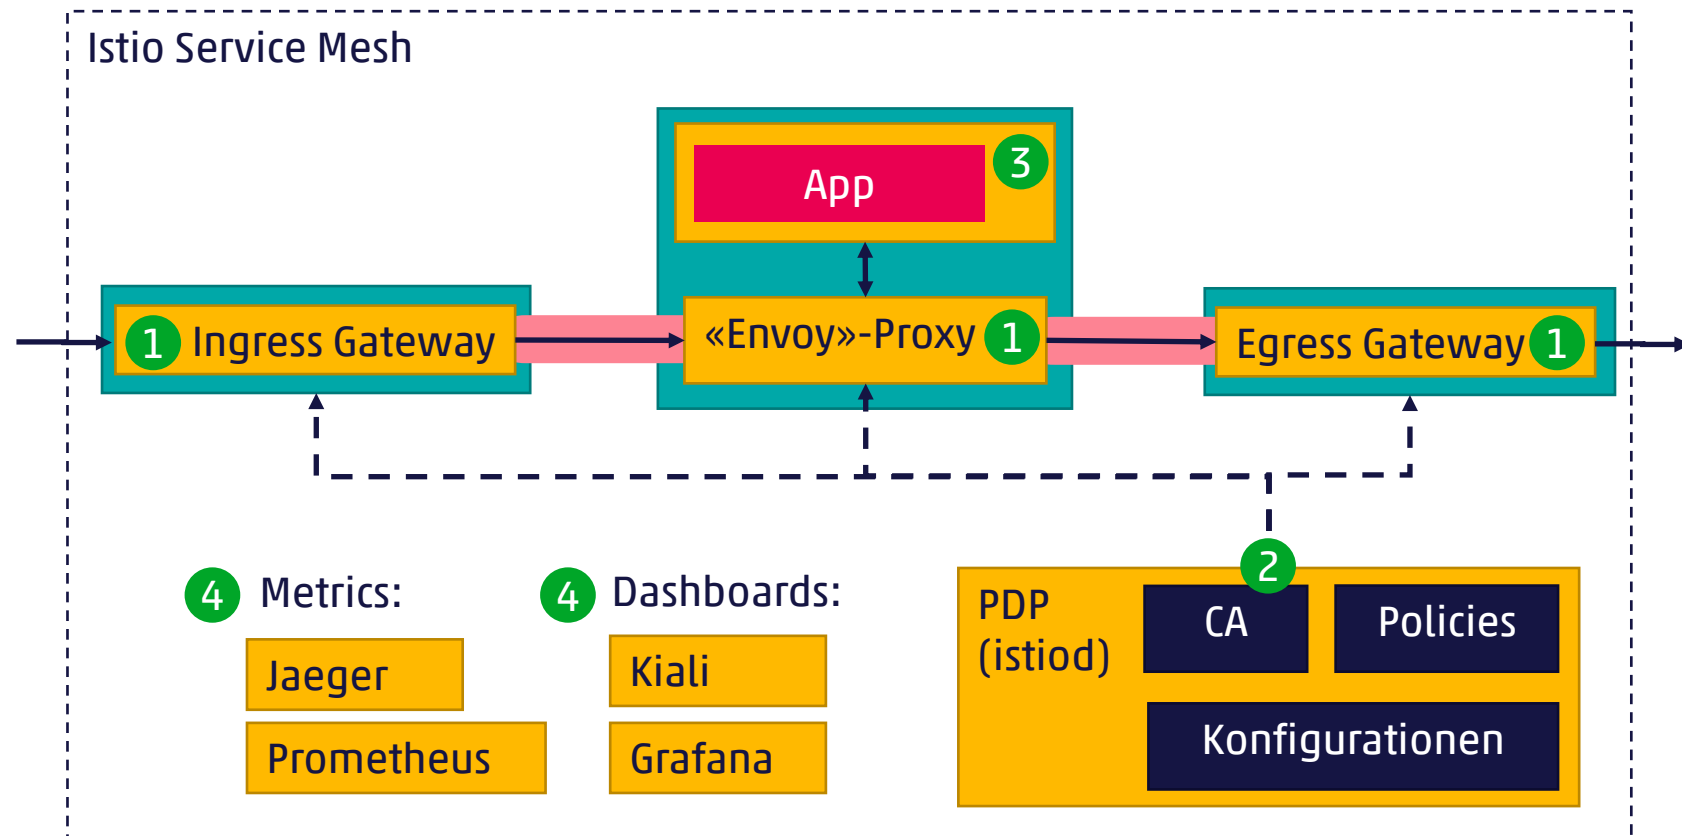 Istio Service Mesh
App
3
1 Ingress Gateway
«Envoy»-Proxy 1
Egress Gateway 1
4 Metrics:
Jaeger
Prometheus
4 Dashboards:
Kiali
Grafana
2
PDP
(istiod)
CA
Policies
Konfigurationen